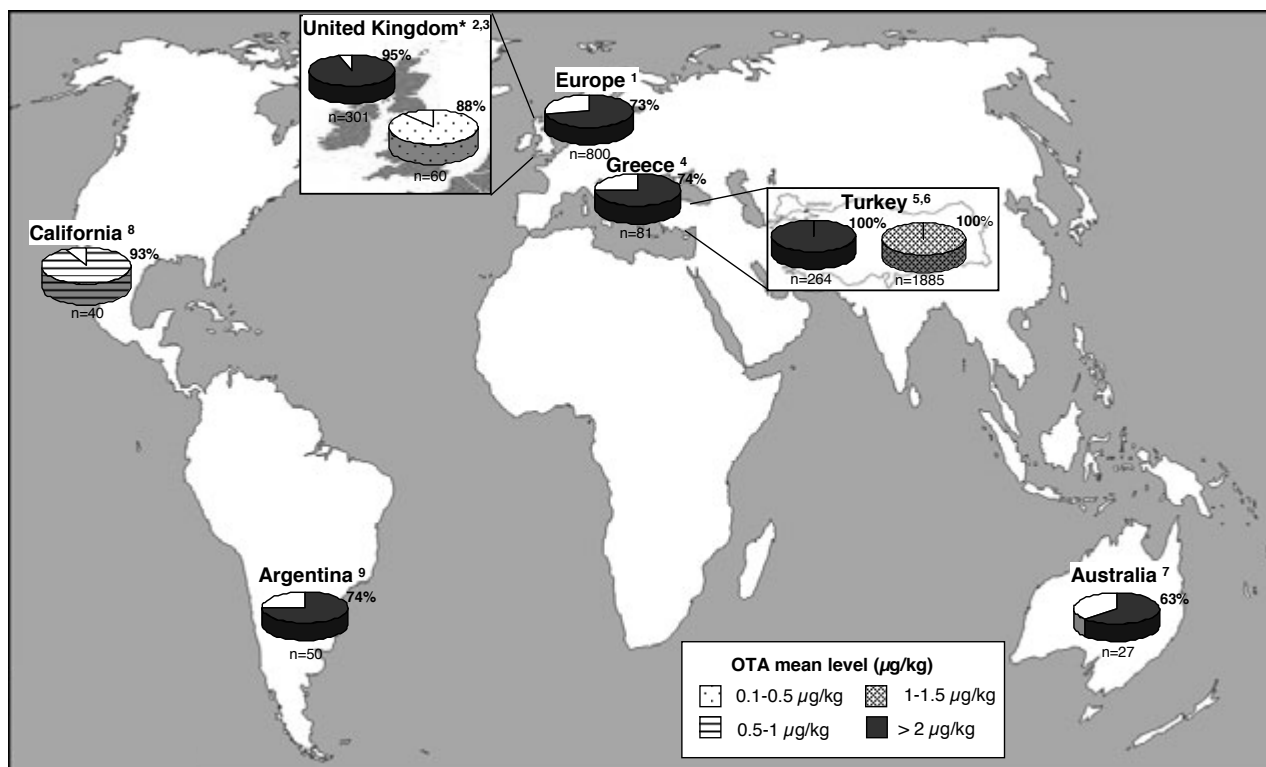 United Kingdom* 2,3
95%
n=301
88%
n=60
Europe 1
73%
n=800
Greece 4
74%
n=81
Turkey 5,6
100%
100%
n=264
n=1885
California 8
93%
n=40
Argentina 9
74%
n=50
Australia 7
63%
n=27
OTA mean level (µg/kg)
0.1-0.5 µg/kg
1-1.5 µg/kg
0.5-1 µg/kg
> 2 µg/kg